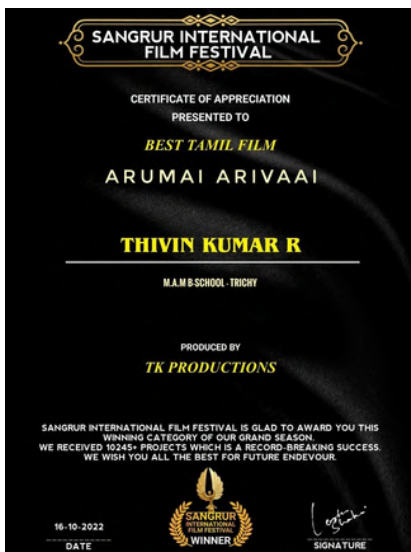 SANGRUR INTERNATIONAL
FILM FESTIVAL
CERTIFICATE OF APPRECIATION
PRESENTED TO
BEST TAMIL FILM
ARUMAI ARIVAAI
THIVIN KUMAR R
M.A.M B-SCHOOL - TRICHY
PRODUCED BY
TK PRODUCTIONS
SANGRUR INTERNATIONAL FILM FESTIVAL IS GLAD TO AWARD YOU THIS
WINNING CATEGORY OF OUR GRAND SEASON.
WE RECEIVED 10245+ PROJECTS WHICH IS A RECORD-BREAKING SUCCESS.
WE WISH YOU ALL THE BEST FOR FUTURE ENDEVOUR.
SANGRUR
INTERNATIONAL
FILM FESTIVAL
WINNER
16-10-2022
DATE
SIGNATURE